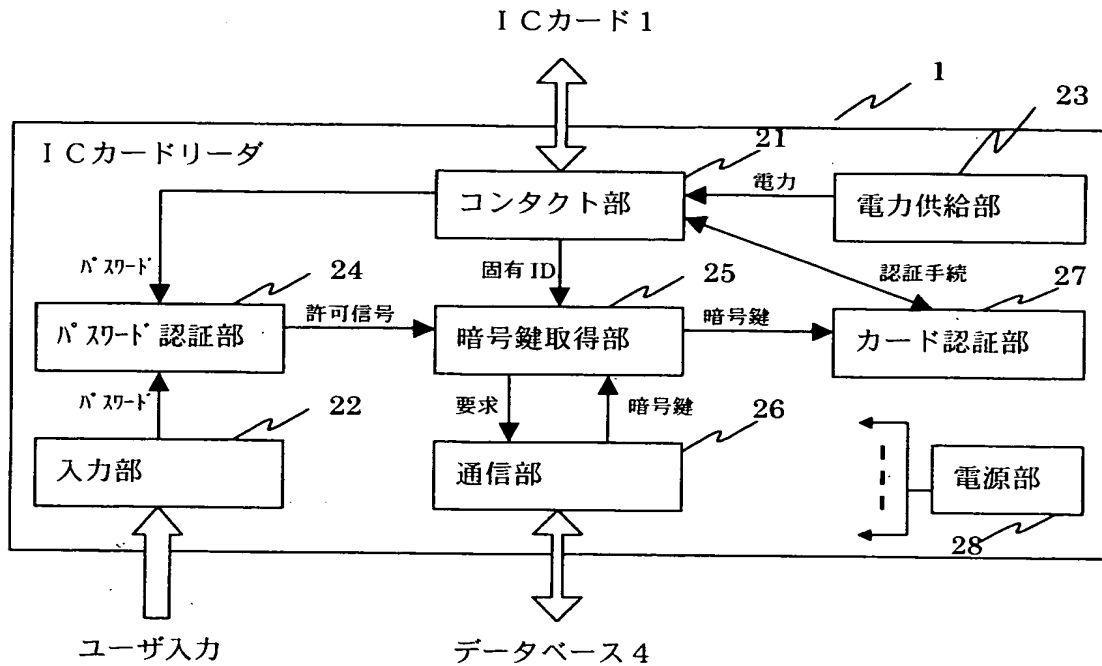 ＩＣカード１
1
23
ＩＣカードリーダ
21
コンタクト部
電力
電力供給部
ﾊﾟｽﾜｰﾄﾞ
24
固有ID
25
認証手続
27
ﾊﾟｽﾜｰﾄﾞ認証部
許可信号
暗号鍵取得部
暗号鍵
カード認証部
ﾊﾟｽﾜｰﾄﾞ
22
要求
暗号鍵
26
入力部
通信部
電源部
28
ユーザ入力
データベース４